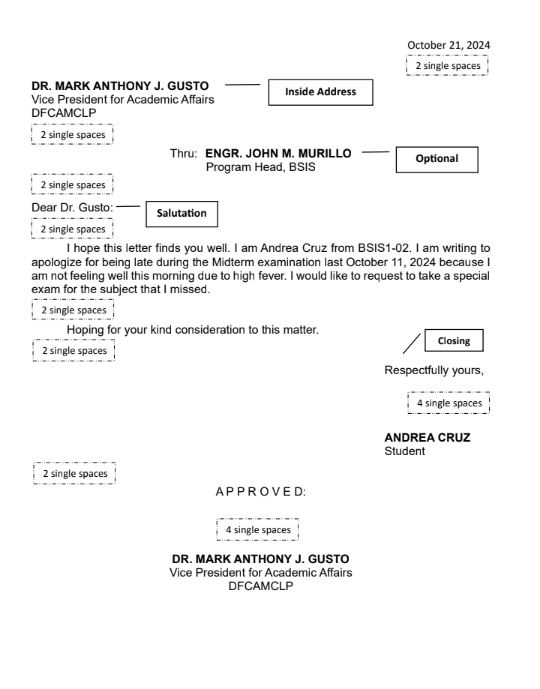 October 21, 2024
2 single spaces
DR. MARK ANTHONY J. GUSTO
Inside Address
Vice President for Academic Affairs
DFCAMCLP
2 single spaces
Thru: ENGR. JOHN M. MURILLO
Optional
Program Head, BSIS
2 single spaces
Dear Dr. Gusto:
Salutation
2 single spaces
I hope this letter finds you well. I am Andrea Cruz from BSIS1-02. I am writing to
apologize for being late during the Midterm examination last October 11, 2024 because I
am not feeling well this morning due to high fever. I would like to request to take a special
exam for the subject that I missed.
2 single spaces
Hoping for your kind consideration to this matter.
Closing
2 single spaces
Respectfully yours,
4 single spaces
ANDREA CRUZ
Student
2 single spaces
A P P R O V E D:
4 single spaces
DR. MARK ANTHONY J. GUSTO
Vice President for Academic Affairs
DFCAMCLP